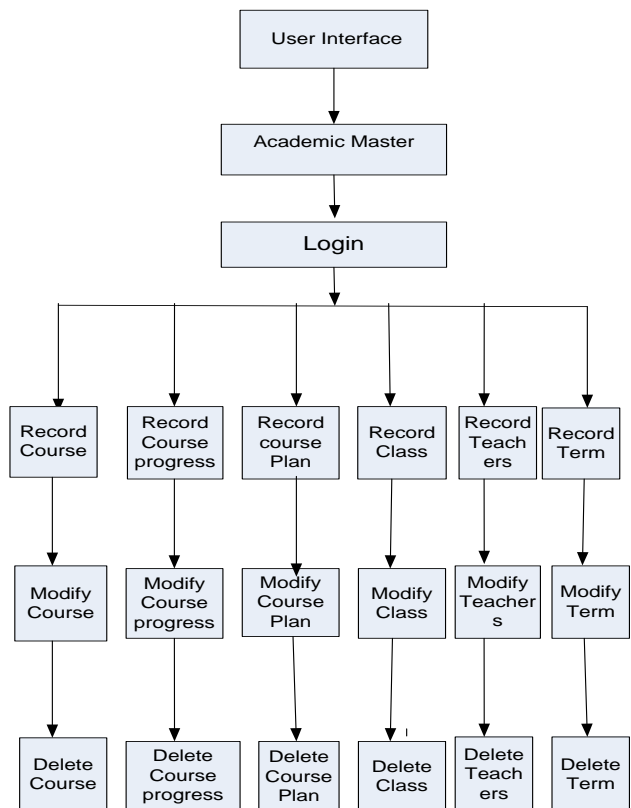 User Interface
Academic Master
Login
Record
Course
Record
Course
progress
Record
course
Plan
Record
Class
Record
Teach
ers
Record
Term
Modify
Course
Modify
Course
progress
Modify
Course
Plan
Modify
Class
Modify
Teacher
s
Modify
Term
Delete
Course
Delete
Course
progress
Delete
Course
Plan
Delete
Class
Delete
Teach
ers
Delete
Term